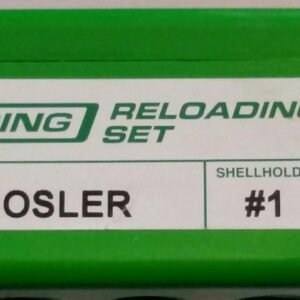 ING RELOADING
SET
SHELLHOLD
OSLER #1